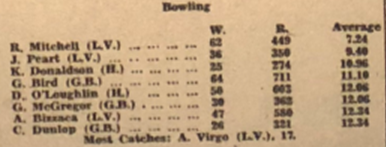 Bowling
W. R. Average
R. Mitchell (L.V.) ... ... ... ... 62 449 7.24
J. Peart (L.V.) ... .. ... ... ... 36 350 9.40
K. Donaldson (H.) ... ... ... ... 25 274 10.96
G. Bird (G.B.) ... ... ... ... ... 64 711 11.10
D. O'Loughlin (H.) ... ... ... 50 603 12.06
G. McGregor (G.B.) . ... ... ... 30 362 12.06
A. Bizzaca (L.V.) ... ... ... ... 47 580 12.34
C. Dunlop (G.B.) ... ... ... ... 26 321 12.34
Most Catches: A. Virgo (L.V.), 17.